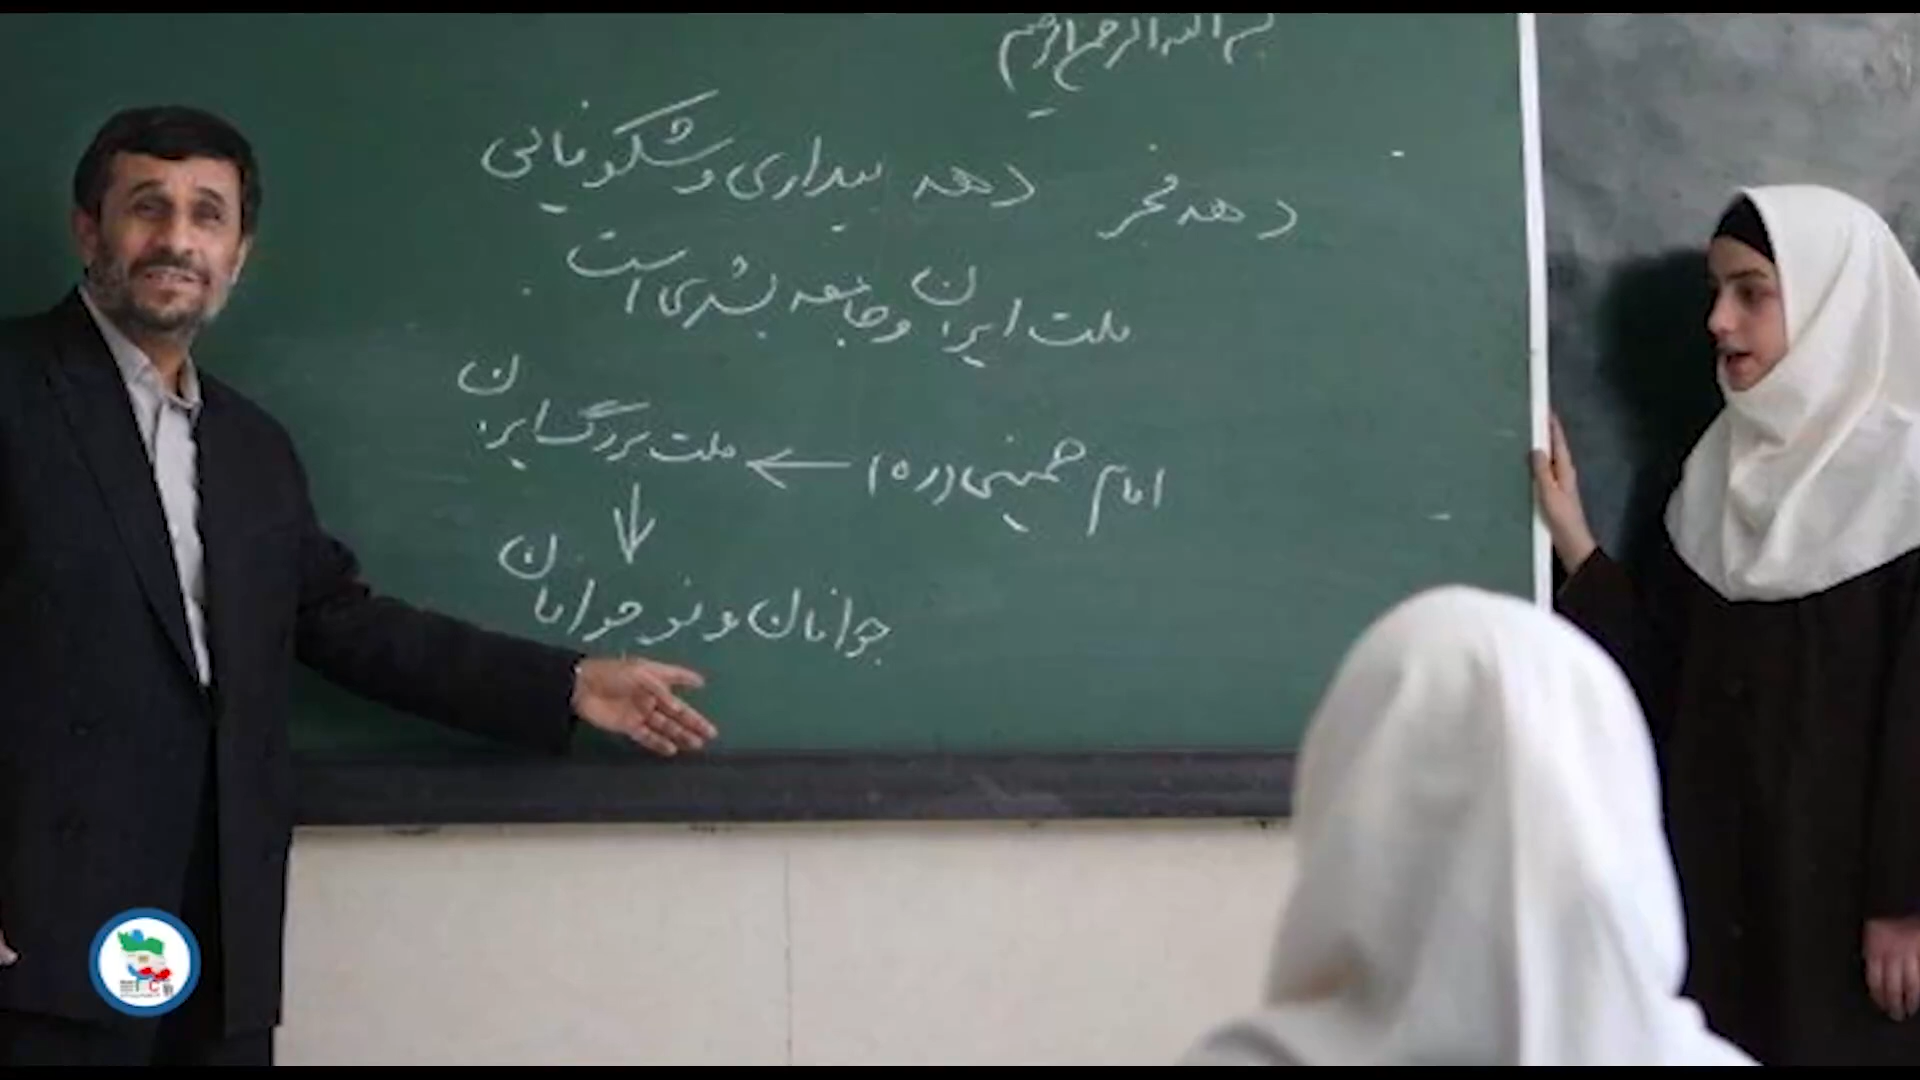 بسم الله الرحمن الرحیم
دهه فجر دهه بیداری و شکوفائی
ملت ایران و جامعه بشری است
امام خمینی (ره) ← ملت بزرگ ایران
↓
جوانان و نوجوانان